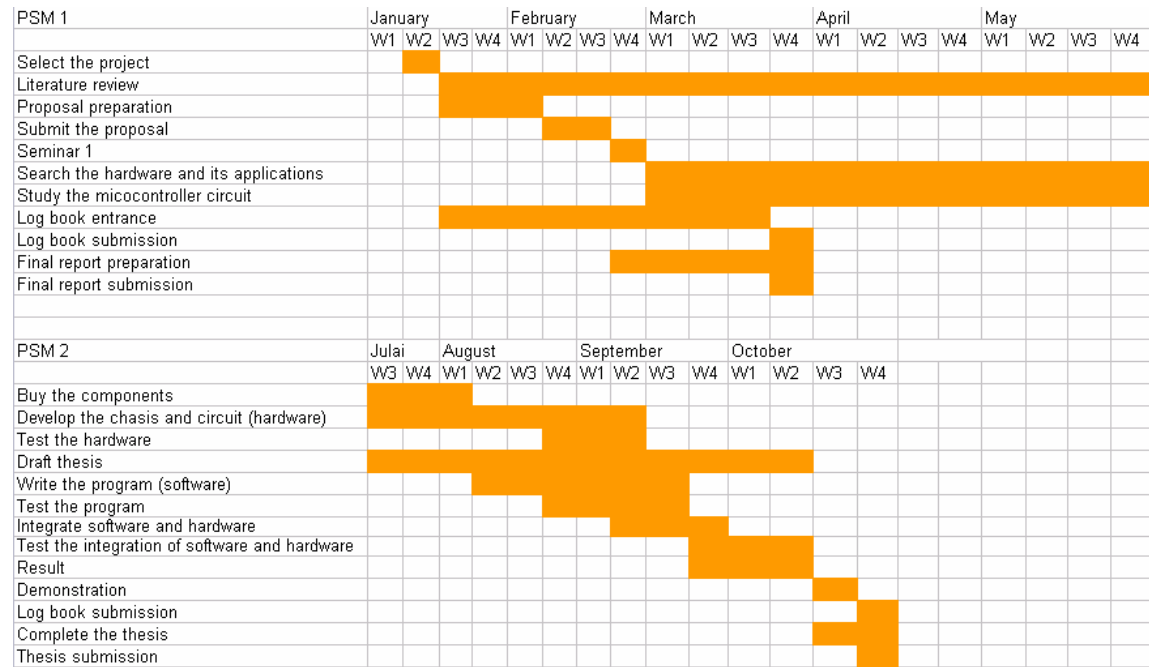 PSM 1 January February March April May
W1 W2 W3 W4 W1 W2 W3 W4 W1 W2 W3 W4 W1 W2 W3 W4 W1 W2 W3 W4
Select the project
Literature review
Proposal preparation
Submit the proposal
Seminar 1
Search the hardware and its applications
Study the micocontroller circuit
Log book entrance
Log book submission
Final report preparation
Final report submission
PSM 2 Julai August September October
W3 W4 W1 W2 W3 W4 W1 W2 W3 W4 W1 W2 W3 W4
Buy the components
Develop the chasis and circuit (hardware)
Test the hardware
Draft thesis
Write the program (software)
Test the program
Integrate software and hardware
Test the integration of software and hardware
Result
Demonstration
Log book submission
Complete the thesis
Thesis submission